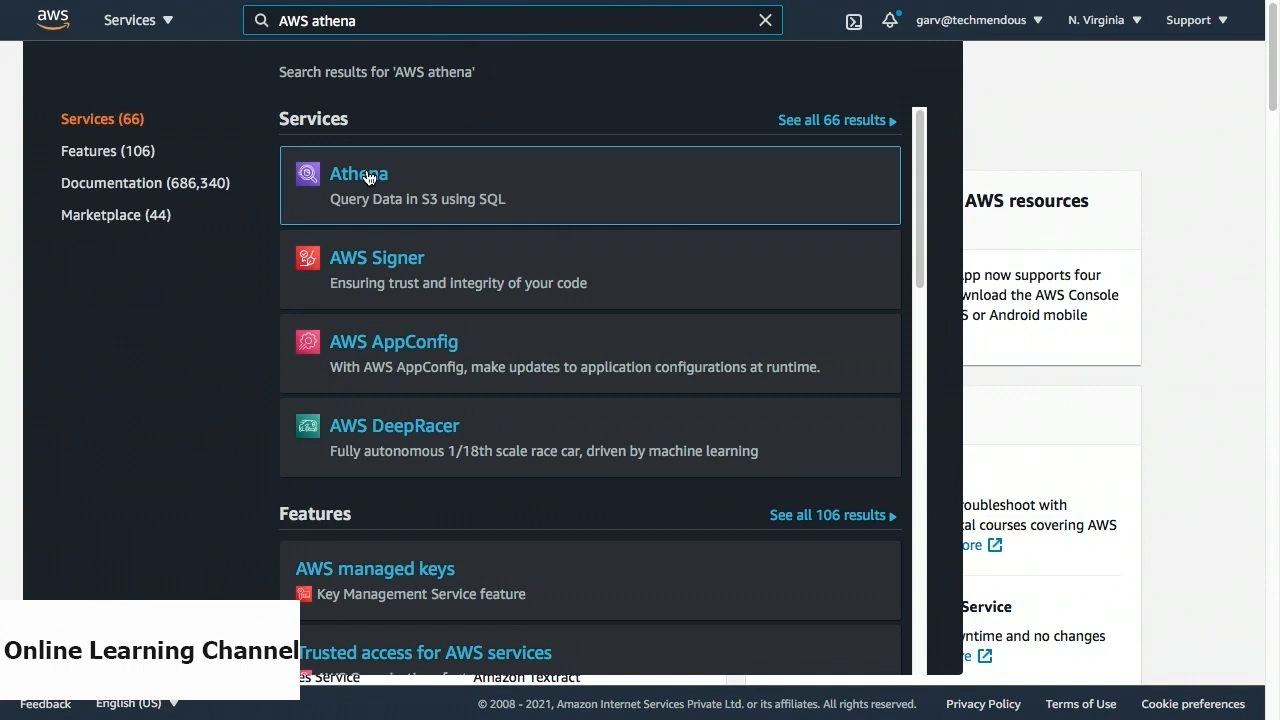 aws
Services
AWS athena
garv@techmendous
N. Virginia
Support
Search results for 'AWS athena'
Services (66)
Features (106)
Documentation (686,340)
Marketplace (44)
Services
See all 66 results
Athena
Query Data in S3 using SQL
AWS Signer
Ensuring trust and integrity of your code
AWS AppConfig
With AWS AppConfig, make updates to application configurations at runtime.
AWS DeepRacer
Fully autonomous 1/18th scale race car, driven by machine learning
Features
See all 106 results
AWS managed keys
Key Management Service feature
Trusted access for AWS services
es Service
Amazon Textract
AWS resources
pp now supports four
wnload the AWS Console
S or Android mobile
roubleshoot with
tal courses covering AWS
ore
Service
wntime and no changes
re
Online Learning Channel
Feedback
English (US)
© 2008 - 2021, Amazon Internet Services Private Ltd. or its affiliates. All rights reserved.
Privacy Policy
Terms of Use
Cookie preferences